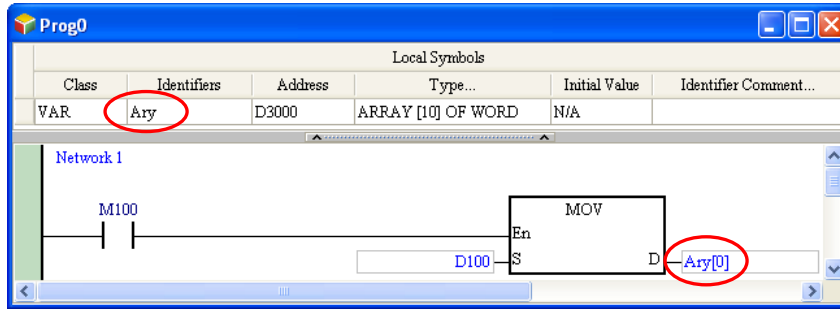 Prog0
Local Symbols
Class Identifiers Address Type... Initial Value Identifier Comment...
VAR Ary D3000 ARRAY [10] OF WORD N/A
Network 1
M100
MOV
En
D100 S D Ary[0]